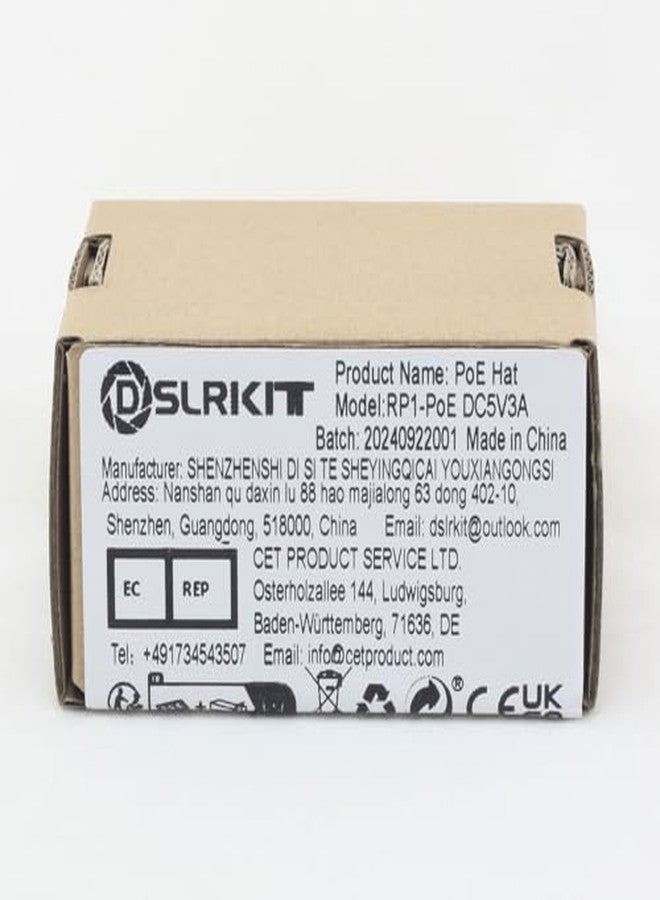 DSLRKIT
Product Name: PoE Hat
Model:RP1-PoE DC5V3A
Batch: 20240922001 Made in China
Manufacturer: SHENZHENSHI DI SI TE SHEYINGQICAI YOUXIANGONGSI
Address: Nanshan qu daxin lu 88 hao majialong 63 dong 402-10,
Shenzhen, Guangdong, 518000, China Email: dslrkit@outlook.com
EC REP
CET PRODUCT SERVICE LTD.
Osterholzallee 144, Ludwigsburg,
Baden-Württemberg, 71636, DE
Tel: +491734543507 Email: info@cetproduct.com
® CE UK